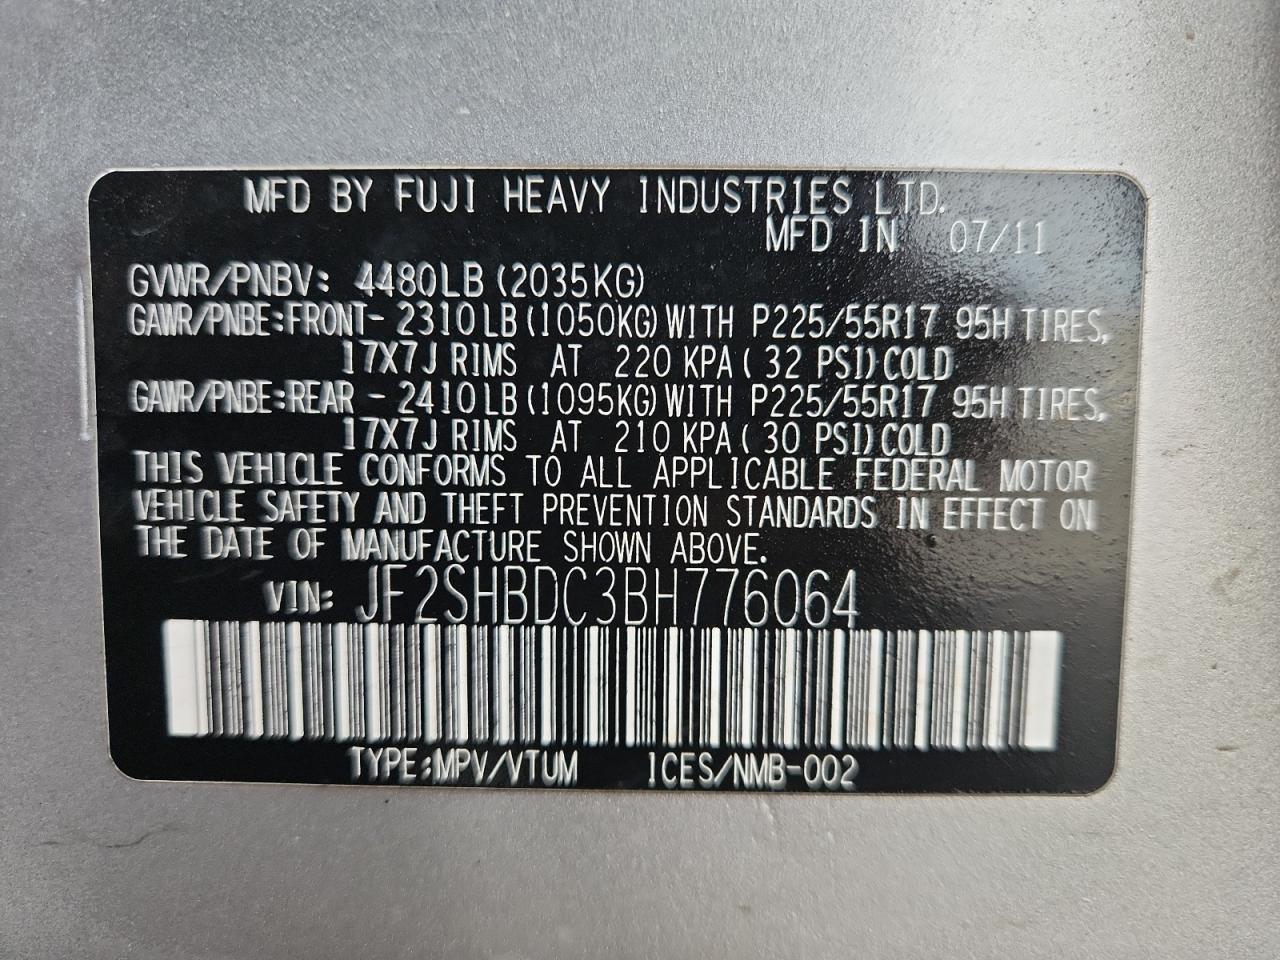 MFD BY FUJI HEAVY INDUSTRIES LTD.
MFD IN 07/11
GVWR/PNBV: 4480LB (2035KG)
GAWR/PNBE:FRONT- 2310LB (1050KG) WITH P225/55R17 95H TIRES,
17X7J RIMS AT 220 KPA ( 32 PSI) COLD
GAWR/PNBE:REAR - 2410LB (1095KG) WITH P225/55R17 95H TIRES,
17X7J RIMS AT 210 KPA ( 30 PSI) COLD
THIS VEHICLE CONFORMS TO ALL APPLICABLE FEDERAL MOTOR
VEHICLE SAFETY AND THEFT PREVENTION STANDARDS IN EFFECT ON
THE DATE OF MANUFACTURE SHOWN ABOVE.
VIN: JF2SHBDC3BH776064
TYPE:MPV/VTUM ICES/NMB-002